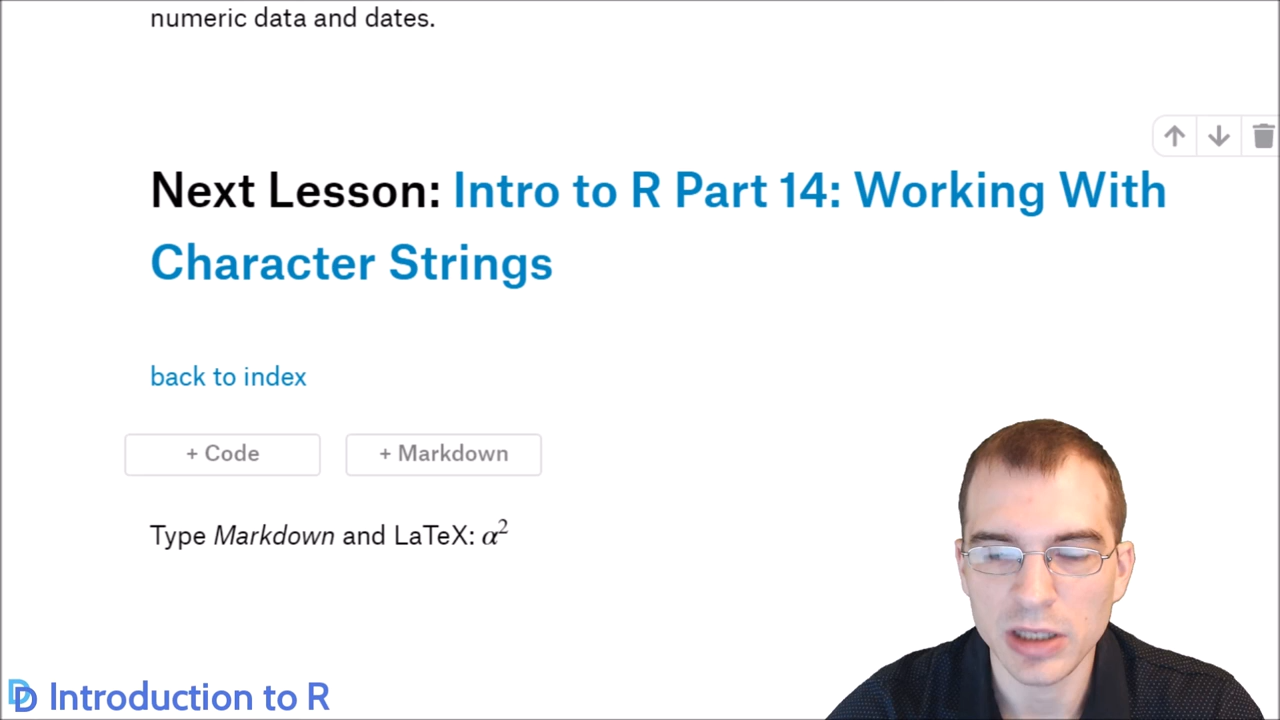 numeric data and dates.
Next Lesson: Intro to R Part 14: Working With
Character Strings
back to index
+ Code
+ Markdown
Type Markdown and LaTeX: α²
Introduction to R